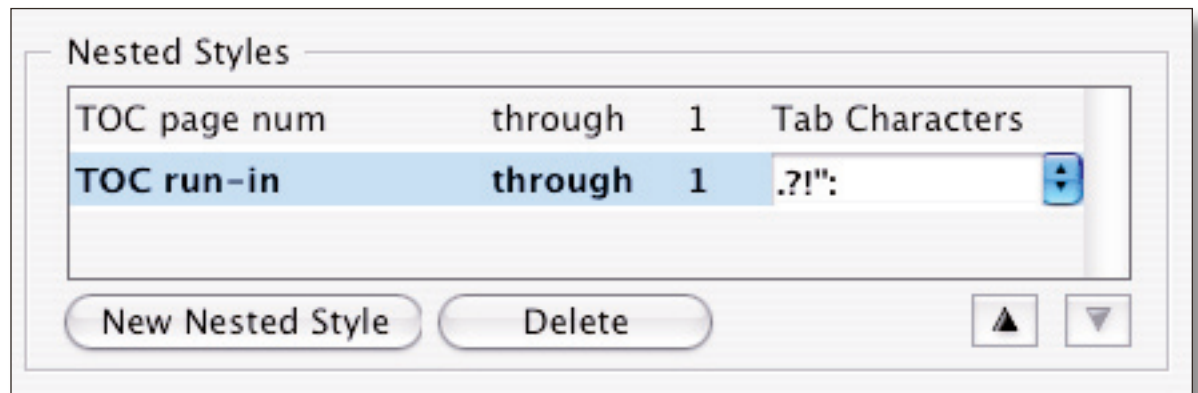 Nested Styles
TOC page num through 1 Tab Characters
TOC run-in through 1 .?!":
New Nested Style Delete